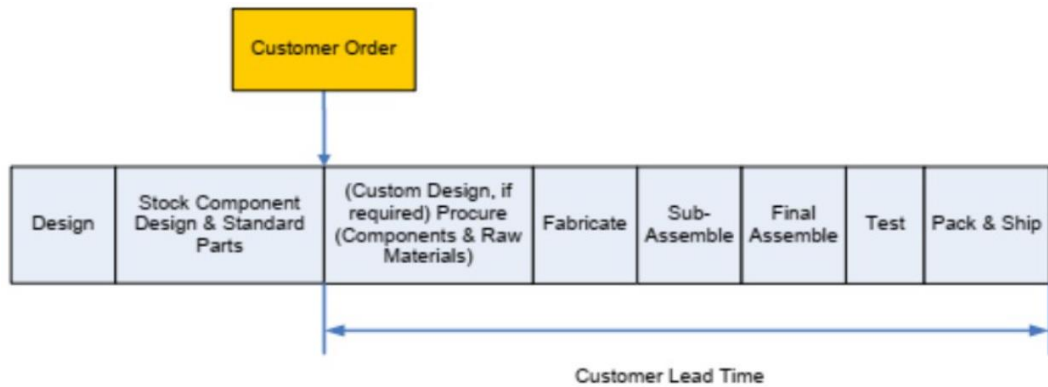 Customer Order
Design
Stock Component
Design & Standard
Parts
(Custom Design, if
required) Procure
(Components & Raw
Materials)
Fabricate
Sub-
Assemble
Final
Assemble
Test
Pack & Ship
Customer Lead Time